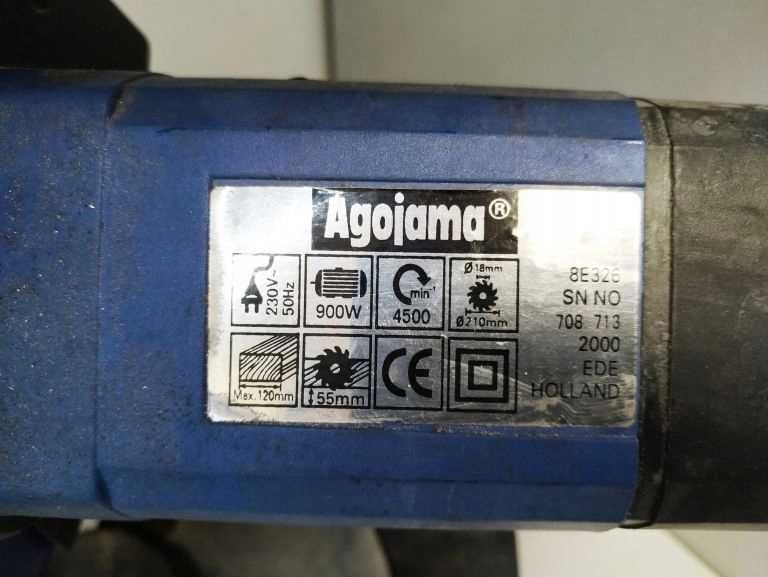 Agojama®
230V~
50Hz
900W
min⁻¹
4500
Ø18mm
Ø210mm
Max. 120mm
55mm
CE
8E326
SN NO
708 713
2000
EDE
HOLLAND